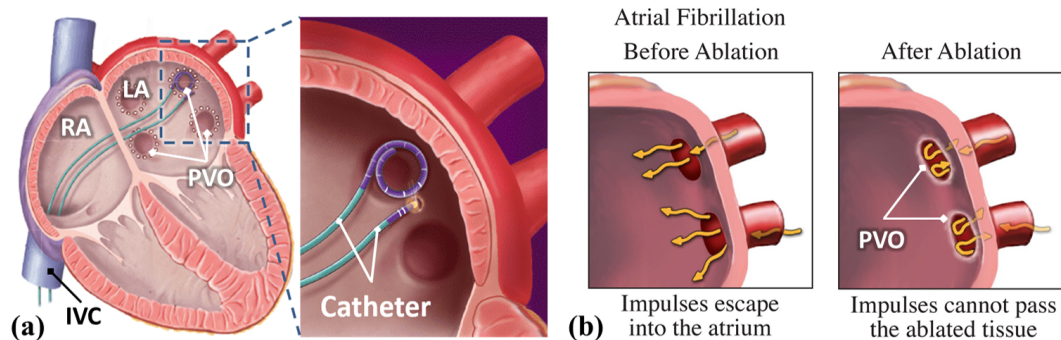 LA
RA
PVO
IVC
(a)
Catheter
Atrial Fibrillation
Before Ablation
After Ablation
PVO
Impulses escape
into the atrium
Impulses cannot pass
the ablated tissue
(b)